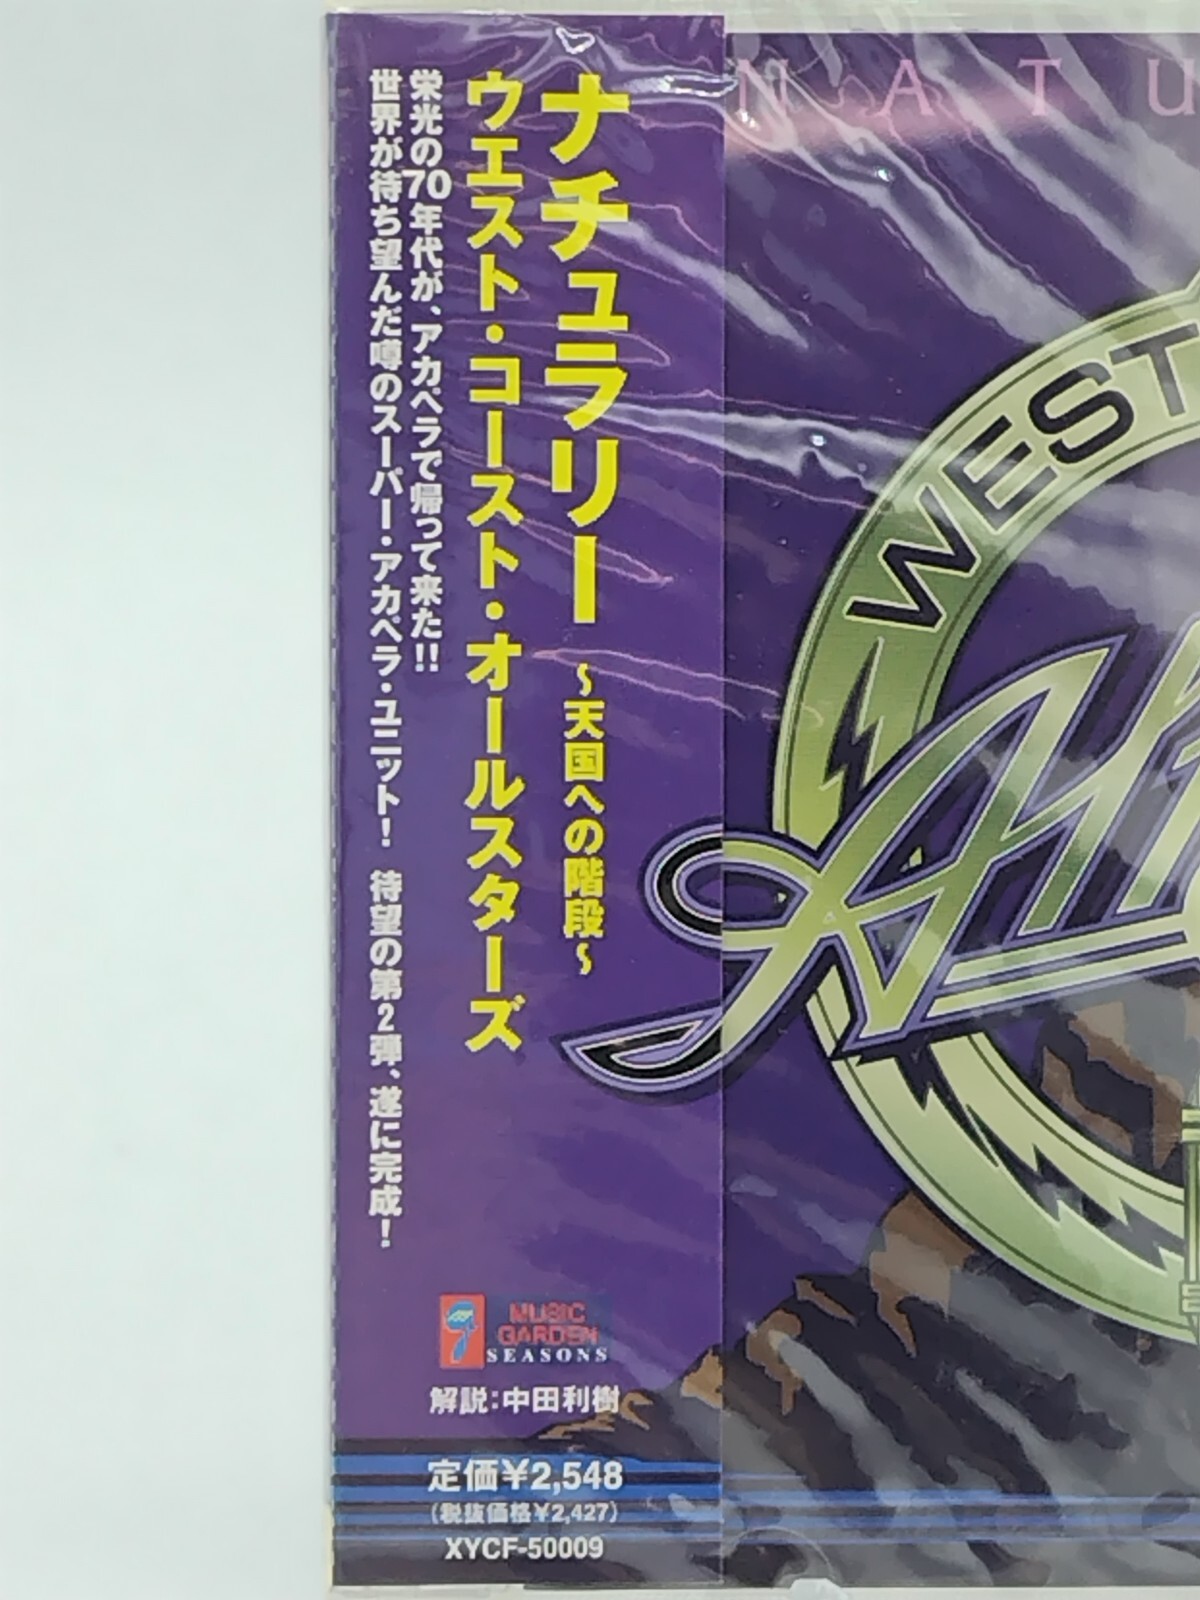 ナチュラリー ～天国への階段～
ウエスト・コースト・オールスターズ
栄光の70年代が、アカペラで帰って来た!!
世界が待ち望んだ噂のスーパー・アカペラ・ユニット! 待望の第2弾、遂に完成!
MUSIC
GARDEN
SEASONS
解説:中田利樹
定価¥2,548
(税抜価格¥2,427)
XYCF-50009
NATU
WEST
All